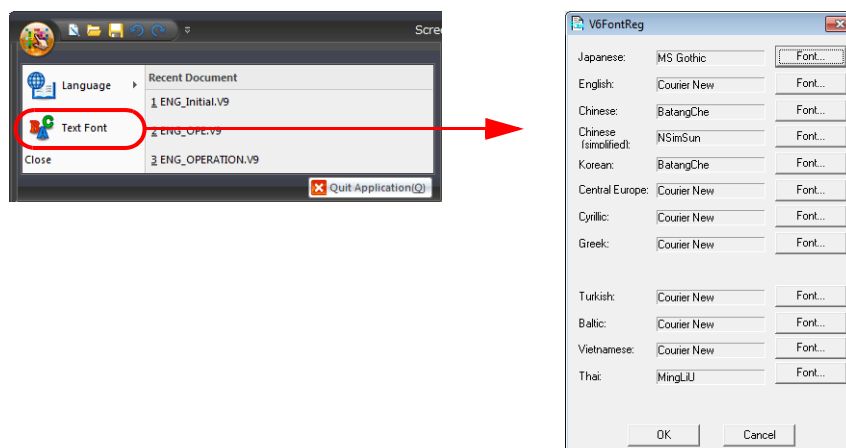 Scre
Language
Recent Document
1 ENG_Initial.V9
Text Font
2 ENG_OPE.V9
Close
3 ENG_OPERATION.V9
Quit Application(Q)
V6FontReg
Japanese: MS Gothic Font...
English: Courier New Font...
Chinese: BatangChe Font...
Chinese
(simplified): NSimSun Font...
Korean: BatangChe Font...
Central Europe: Courier New Font...
Cyrillic: Courier New Font...
Greek: Courier New Font...
Turkish: Courier New Font...
Baltic: Courier New Font...
Vietnamese: Courier New Font...
Thai: MingLiU Font...
OK Cancel